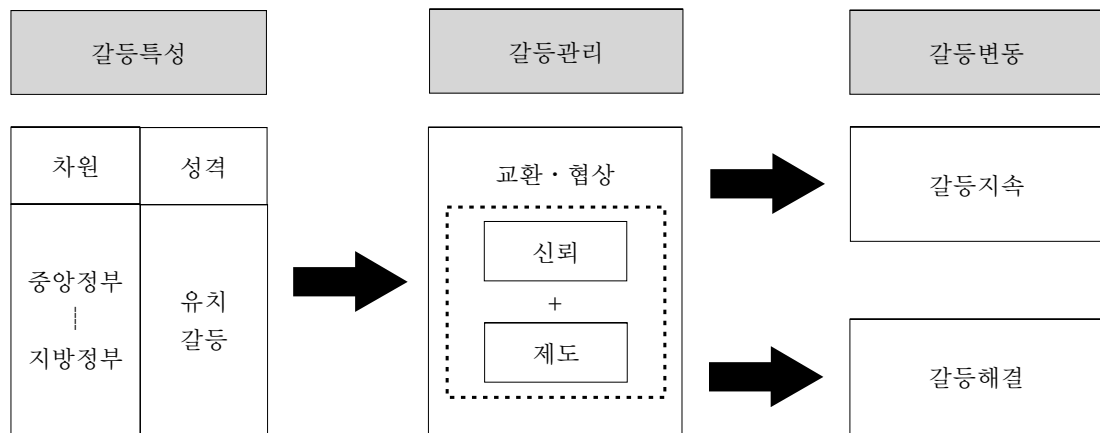 갈등특성
갈등관리
갈등변동
차원
성격
중앙정부
지방정부
유치
갈등
교환·협상
신뢰
+
제도
갈등지속
갈등해결